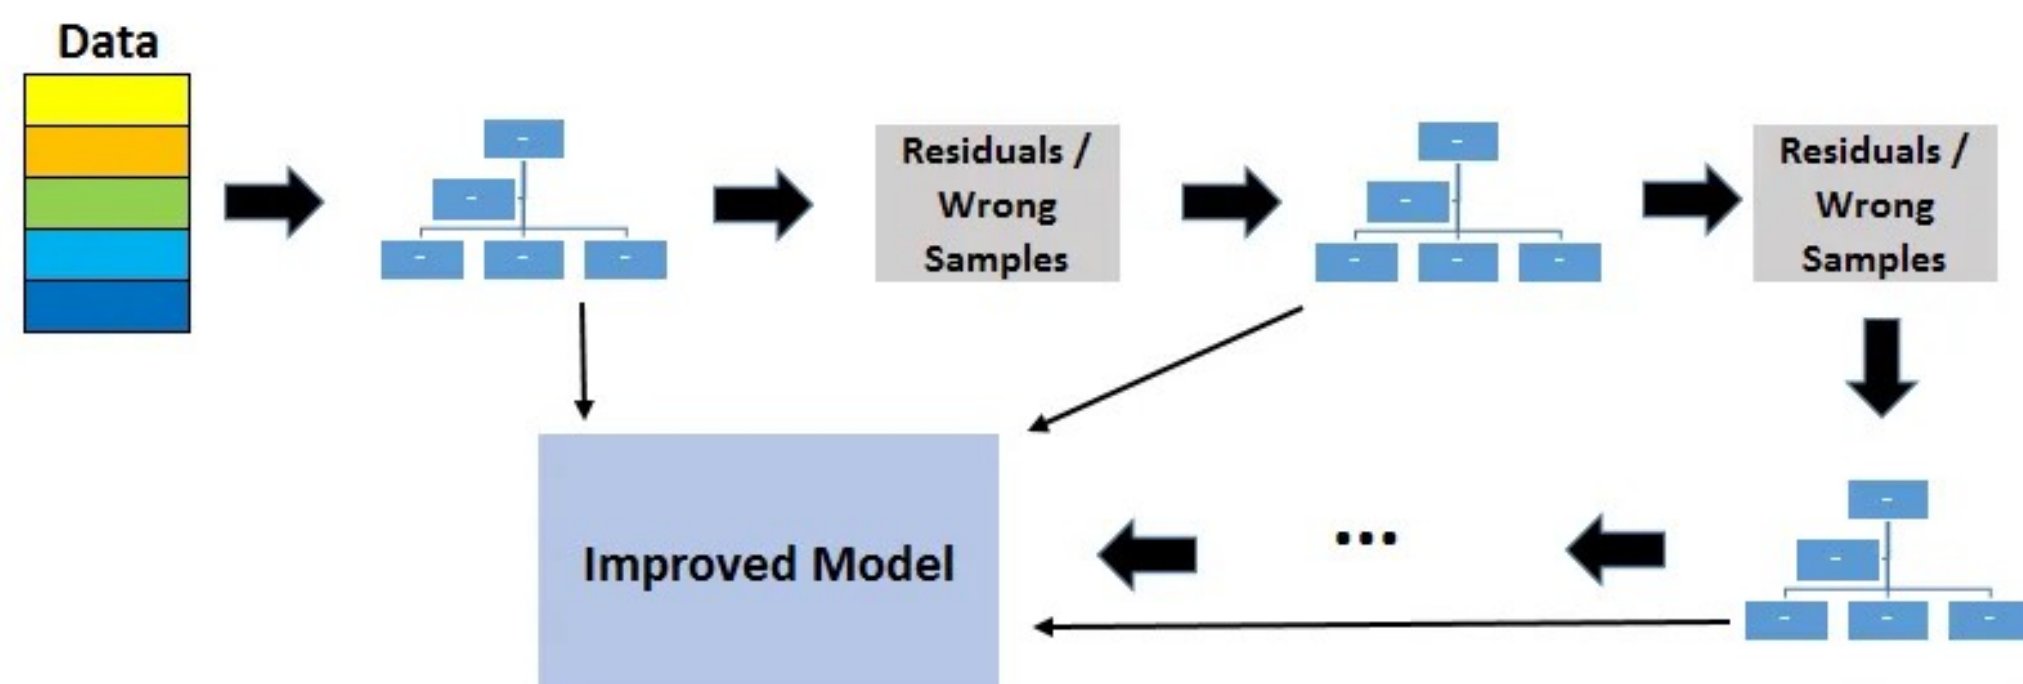 Data
-
-
- - -
Residuals /
Wrong
Samples
-
-
- - -
Residuals /
Wrong
Samples
Improved Model
...
-
-
- - -